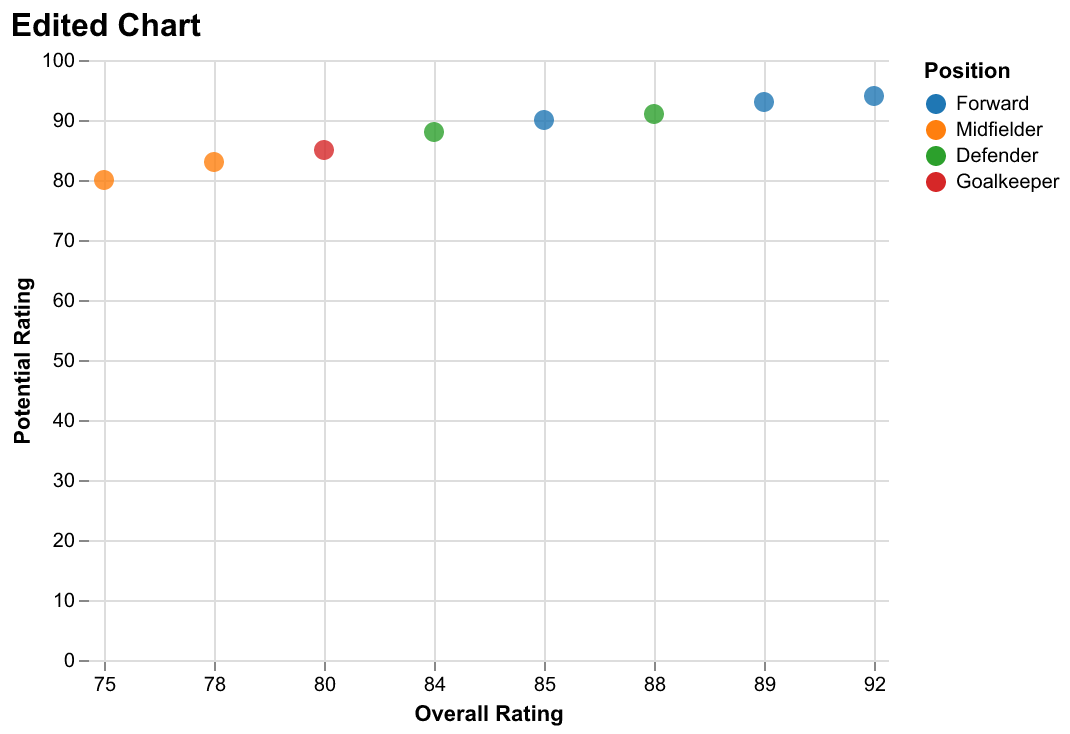 Edited Chart
100
90
80
70
60
50
40
30
20
10
0
Potential Rating
75 78 80 84 85 88 89 92
Overall Rating
Position
Forward
Midfielder
Defender
Goalkeeper